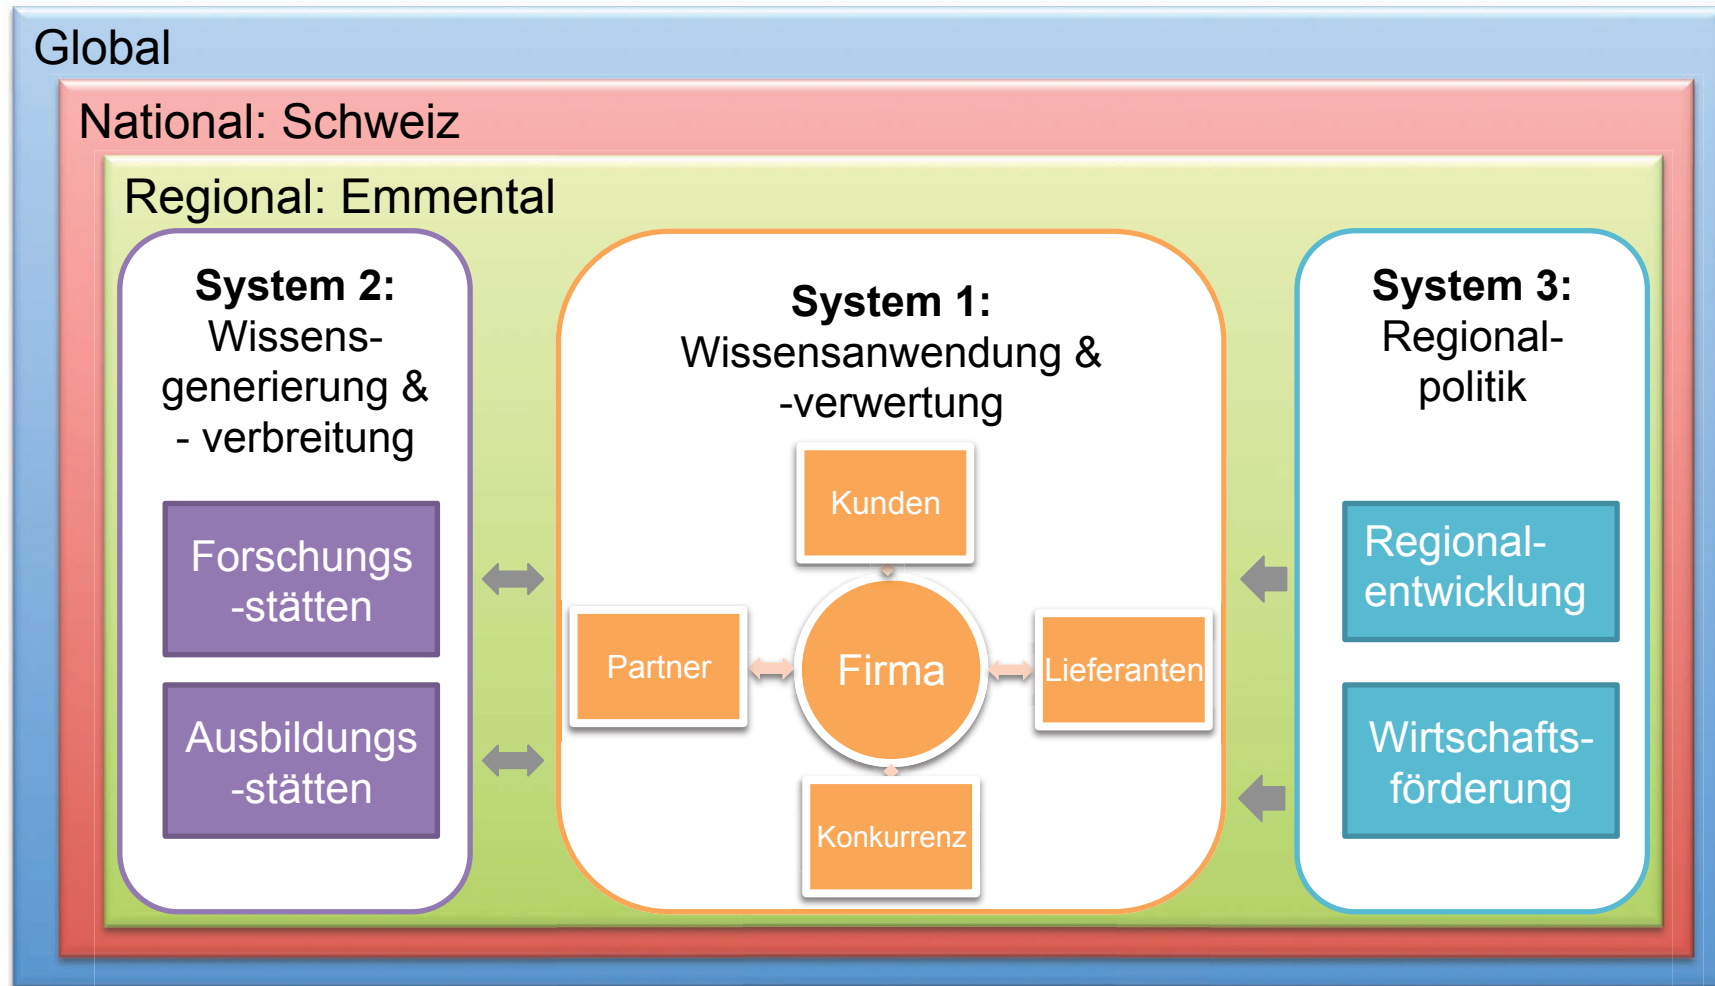 Global
National: Schweiz
Regional: Emmental
System 2:
Wissens-
generierung &
- verbreitung
Forschungs
-stätten
Ausbildungs
-stätten
System 1:
Wissensanwendung &
-verwertung
Kunden
Partner
Firma
Lieferanten
Konkurrenz
System 3:
Regional-
politik
Regional-
entwicklung
Wirtschafts-
förderung